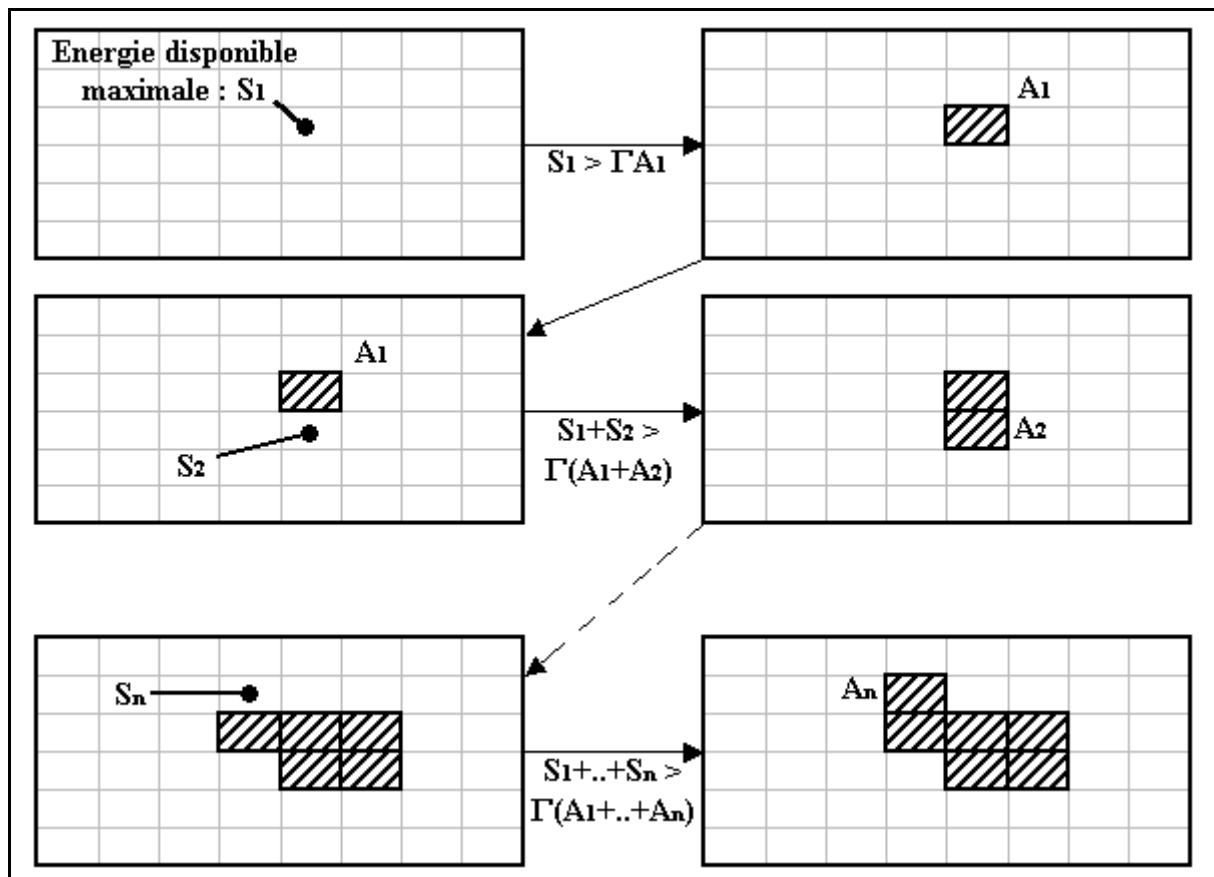 Energie disponible
maximale : S1
A1
S1 > ΓA1
A1
S2
S1+S2 >
Γ(A1+A2)
A2
Sn
An
S1+..+Sn >
Γ(A1+..+An)